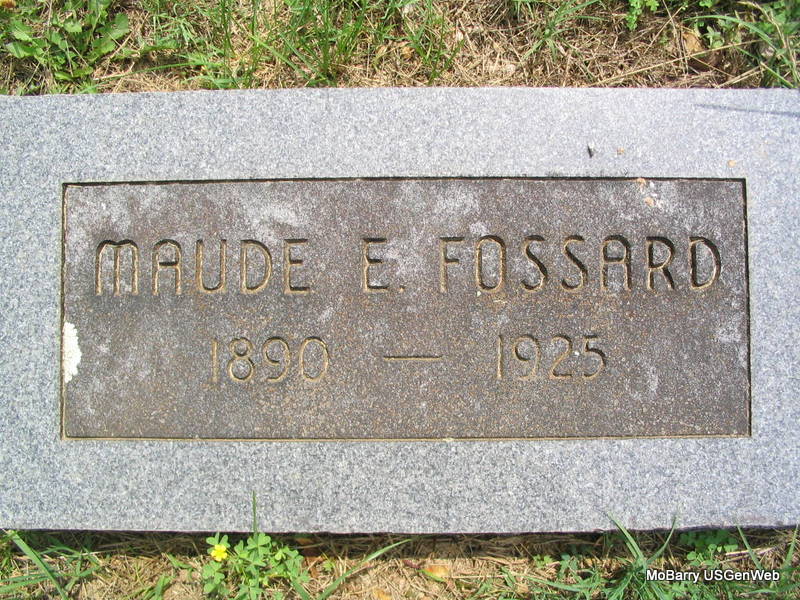 MAUDE E. FOSSARD
1890 — 1925
MoBarry USGenWeb